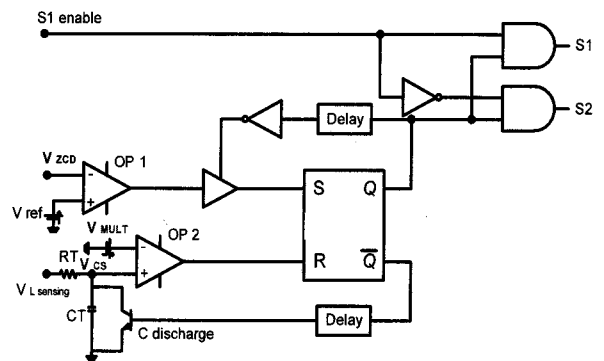 S1 enable
S1
S2
Delay
V ZCD
OP 1
S
Q
V ref
V MULT
OP 2
RT
V CS
R
Q
V L sensing
CT
C discharge
Delay
-
+
-
+